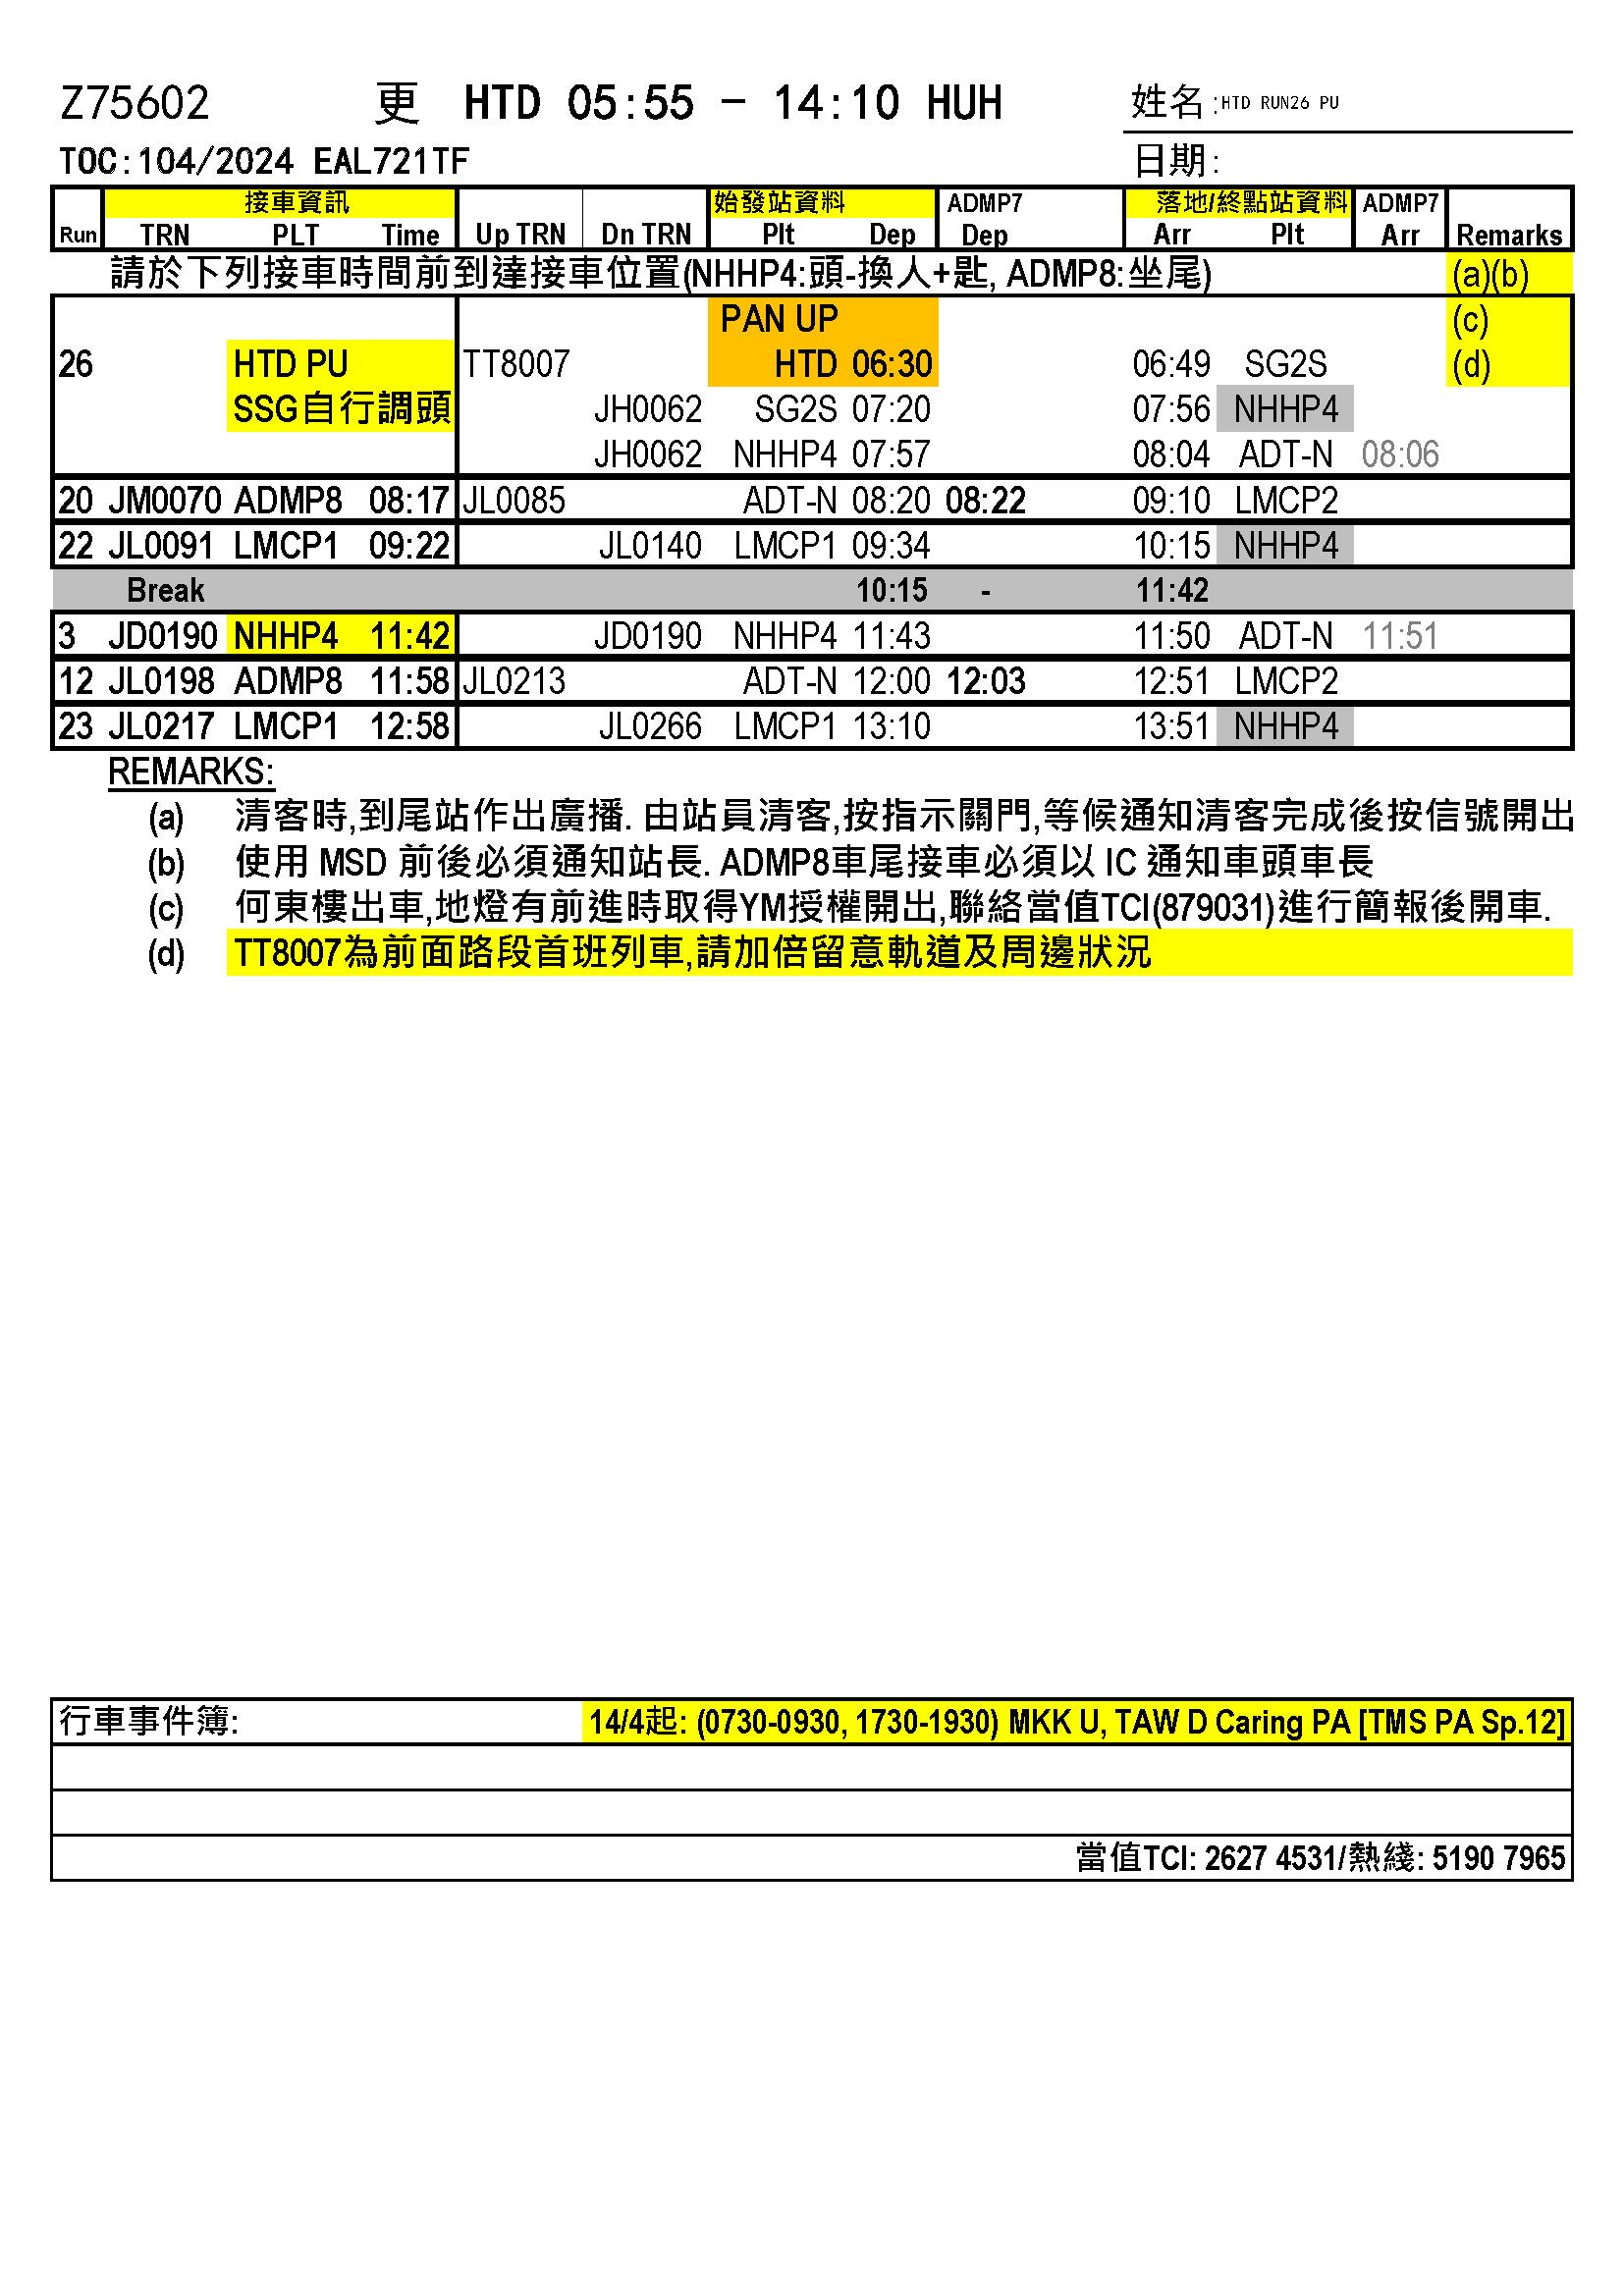 Z75602 更 HTD 05:55 - 14:10 HUH 姓名:HTD RUN26 PU
TOC:104/2024 EAL721TF 日期:
接車資訊 始發站資料 ADMP7 落地/終點站資料 ADMP7
Run TRN PLT Time Up TRN Dn TRN Plt Dep Dep Arr Plt Arr Remarks
請於下列接車時間前到達接車位置(NHHP4:頭-換人+匙, ADMP8:坐尾) (a)(b)
PAN UP (c)
26 HTD PU TT8007 HTD 06:30 06:49 SG2S (d)
SSG自行調頭 JH0062 SG2S 07:20 07:56 NHHP4
JH0062 NHHP4 07:57 08:04 ADT-N 08:06
20 JM0070 ADMP8 08:17 JL0085 ADT-N 08:20 08:22 09:10 LMCP2
22 JL0091 LMCP1 09:22 JL0140 LMCP1 09:34 10:15 NHHP4
Break 10:15 - 11:42
3 JD0190 NHHP4 11:42 JD0190 NHHP4 11:43 11:50 ADT-N 11:51
12 JL0198 ADMP8 11:58 JL0213 ADT-N 12:00 12:03 12:51 LMCP2
23 JL0217 LMCP1 12:58 JL0266 LMCP1 13:10 13:51 NHHP4
REMARKS:
(a) 清客時,到尾站作出廣播. 由站員清客,按指示關門,等候通知清客完成後按信號開出
(b) 使用 MSD 前後必須通知站長. ADMP8車尾接車必須以 IC 通知車頭車長
(c) 何東樓出車,地燈有前進時取得YM授權開出,聯絡當值TCI(879031)進行簡報後開車.
(d) TT8007為前面路段首班列車,請加倍留意軌道及周邊狀況
行車事件簿: 14/4起: (0730-0930, 1730-1930) MKK U, TAW D Caring PA [TMS PA Sp.12]
當值TCI: 2627 4531/熱綫: 5190 7965